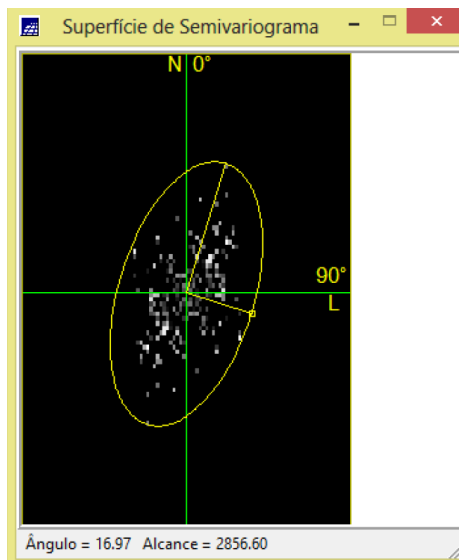 Superfície de Semivariograma
N 0°
90°
L
Ângulo = 16.97 Alcance = 2856.60